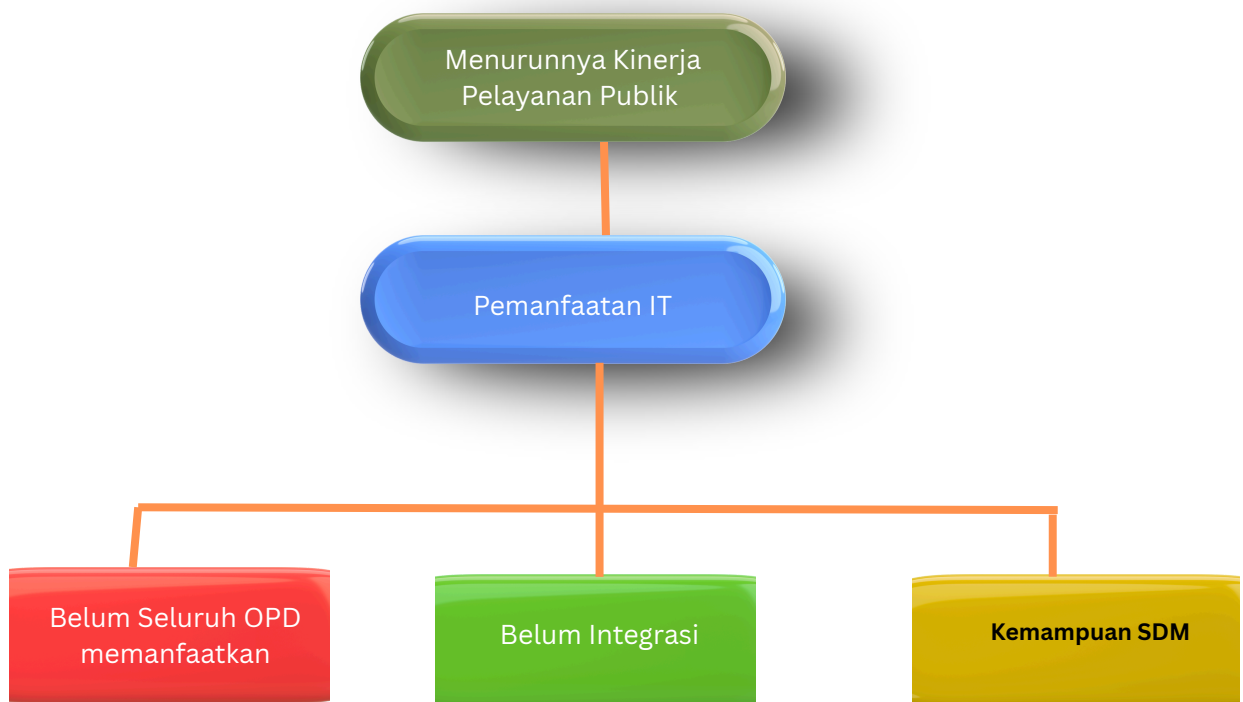 Menurunnya Kinerja
Pelayanan Publik
Pemanfaatan IT
Belum Seluruh OPD
memanfaatkan
Belum Integrasi
Kemampuan SDM